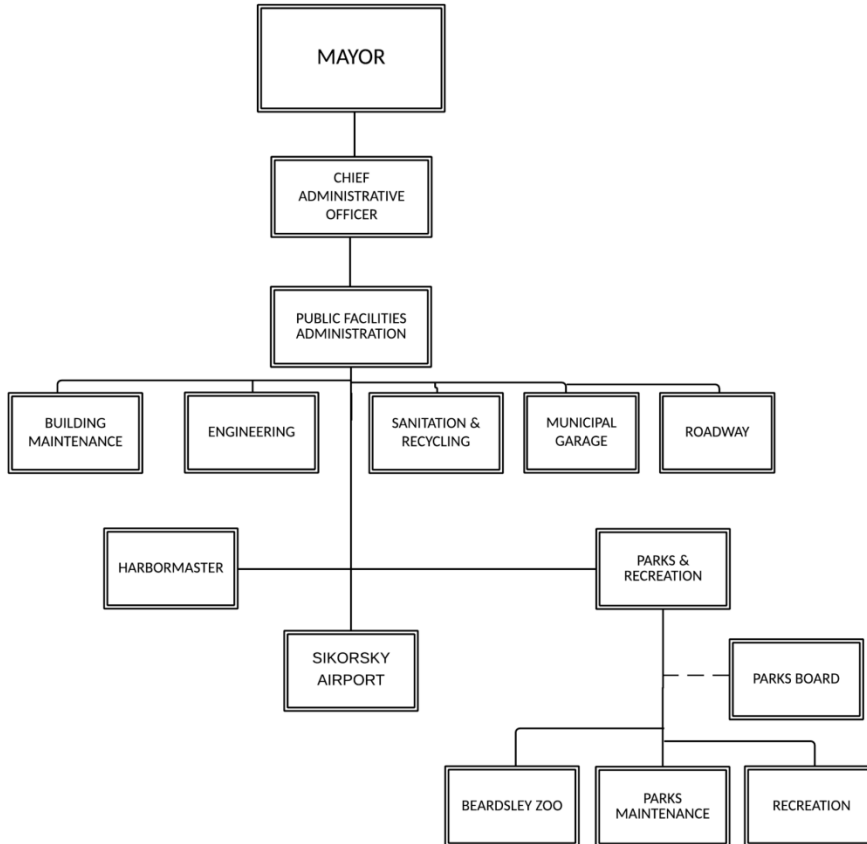 MAYOR
CHIEF
ADMINISTRATIVE
OFFICER
PUBLIC FACILITIES
ADMINISTRATION
BUILDING
MAINTENANCE
ENGINEERING
SANITATION &
RECYCLING
MUNICIPAL
GARAGE
ROADWAY
HARBORMASTER
PARKS &
RECREATION
SIKORSKY
AIRPORT
PARKS BOARD
BEARDSLEY ZOO
PARKS
MAINTENANCE
RECREATION